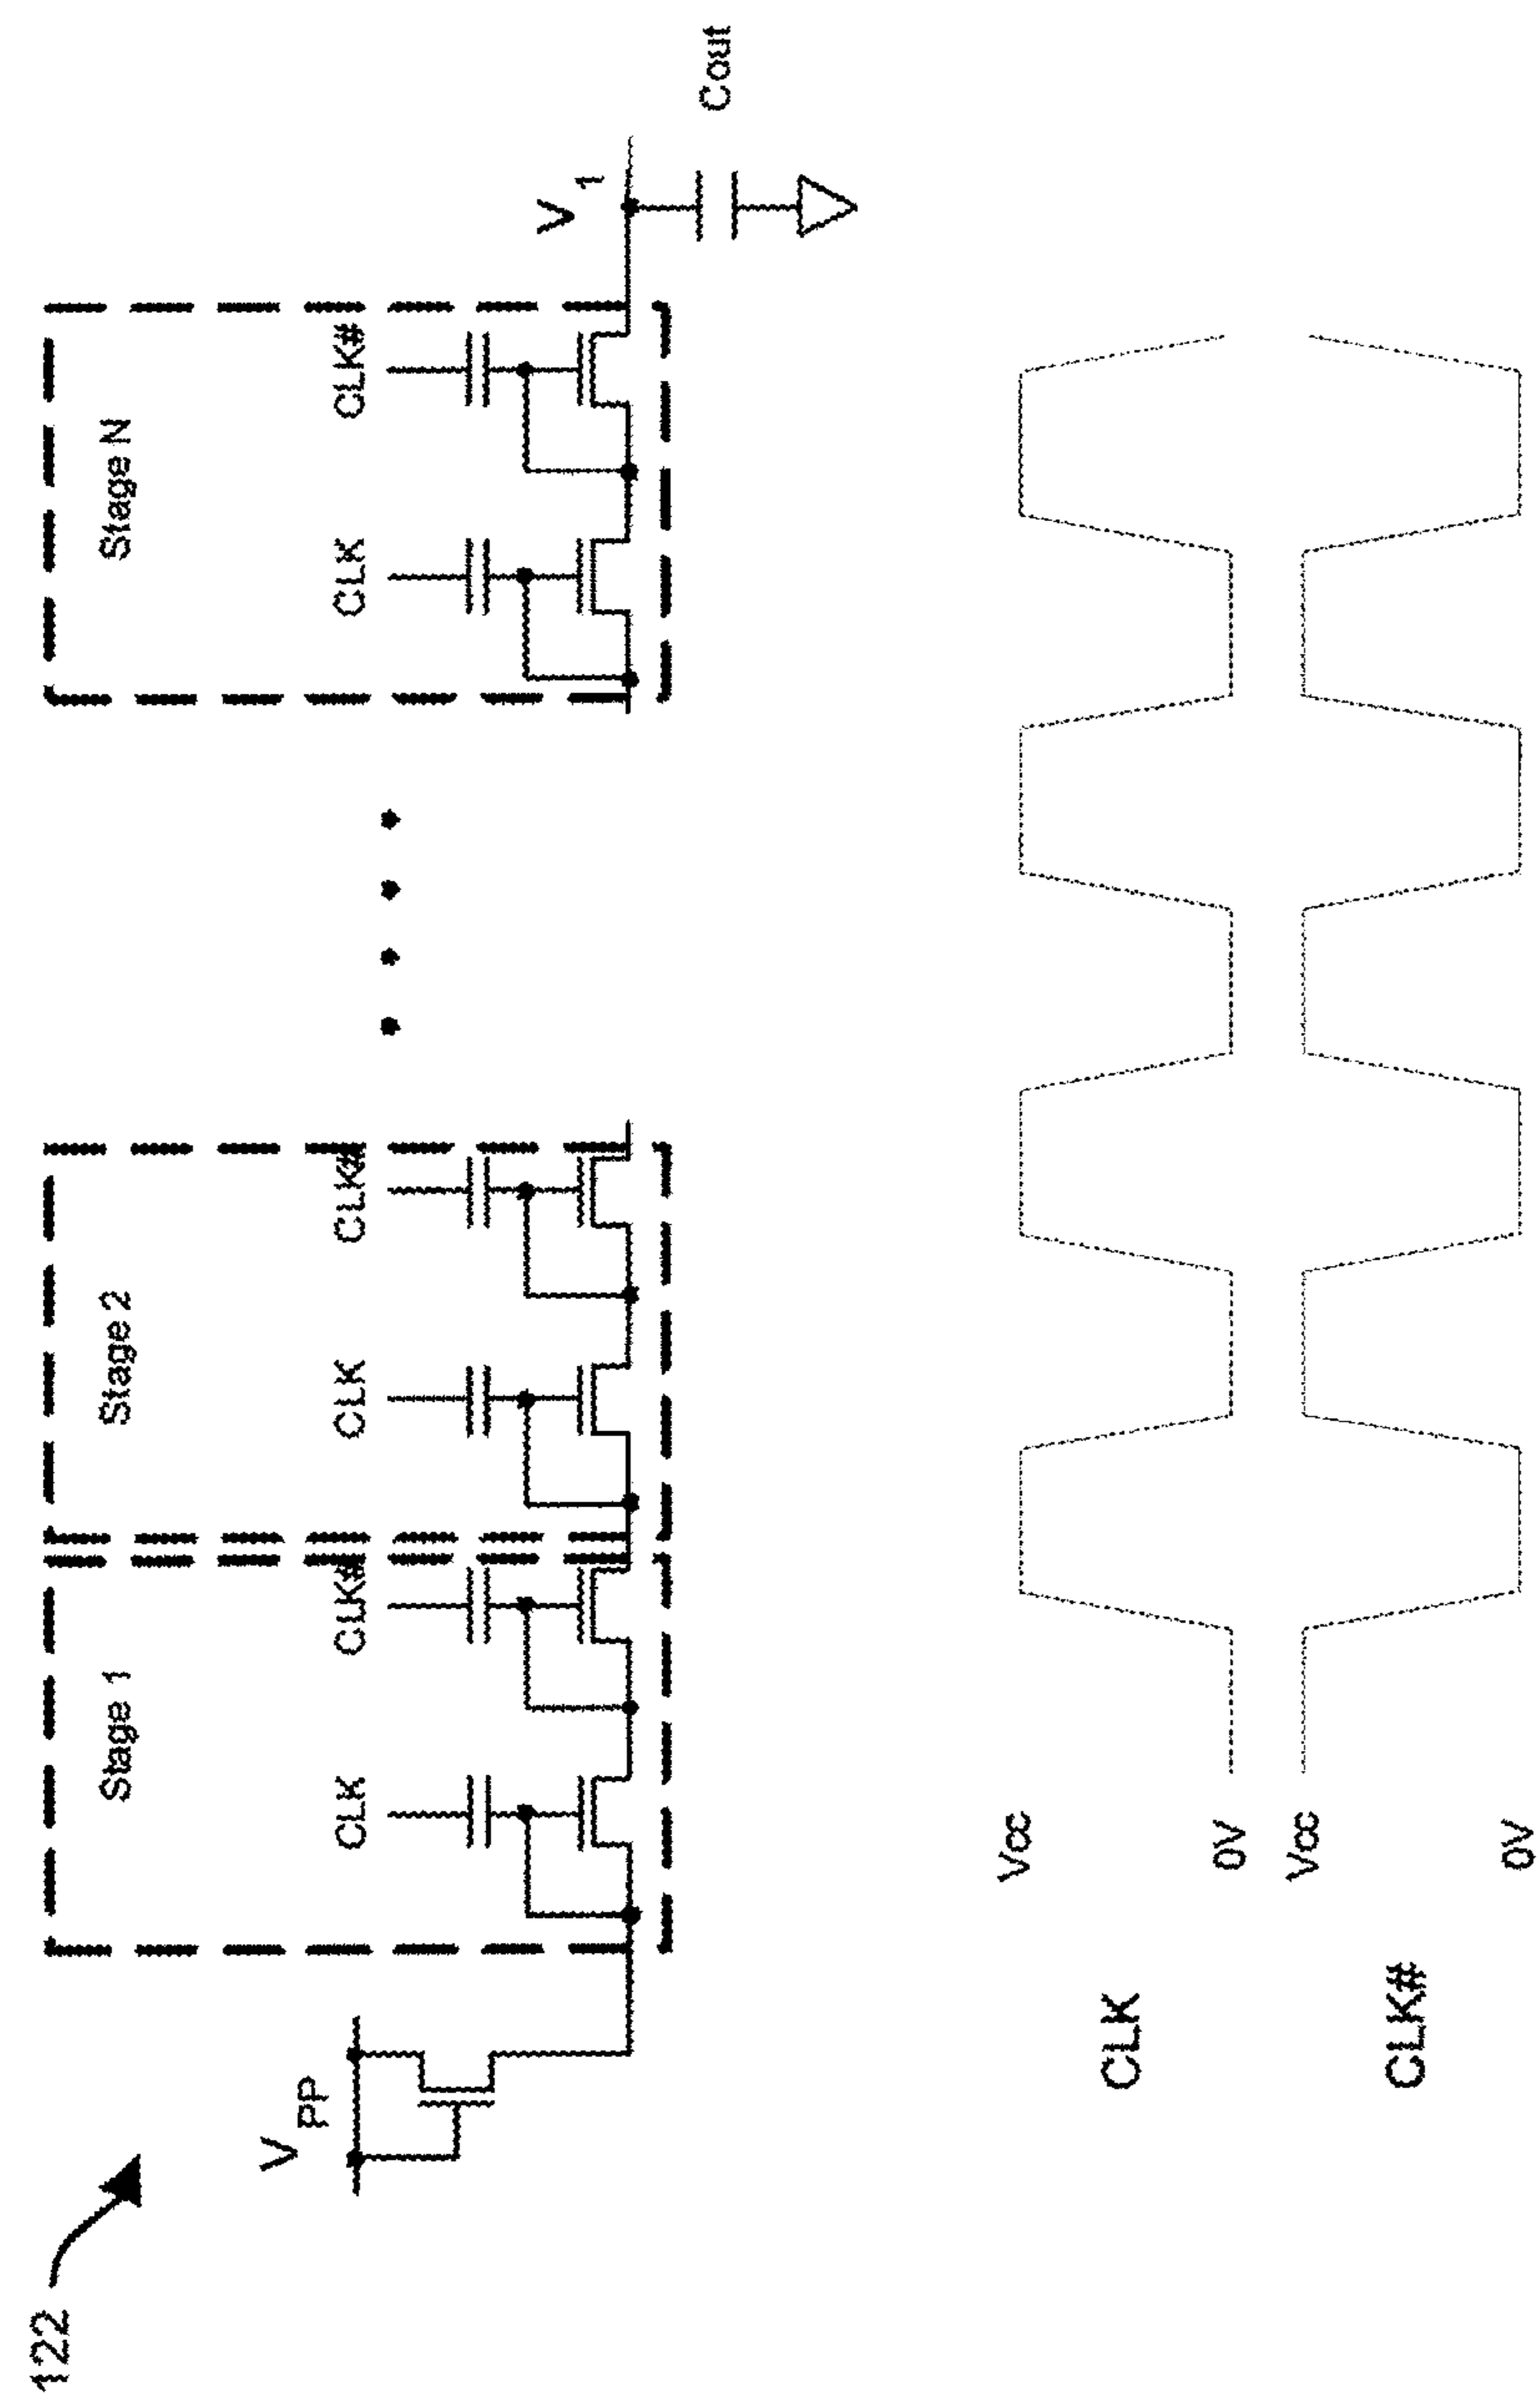 122
Stage 1
Stage 2
Stage N
CLK
CLK#
CLK
CLK#
CLK
CLK#
VPP
V1
Cout
CLK
Vcc
0V
CLK#
Vcc
0V